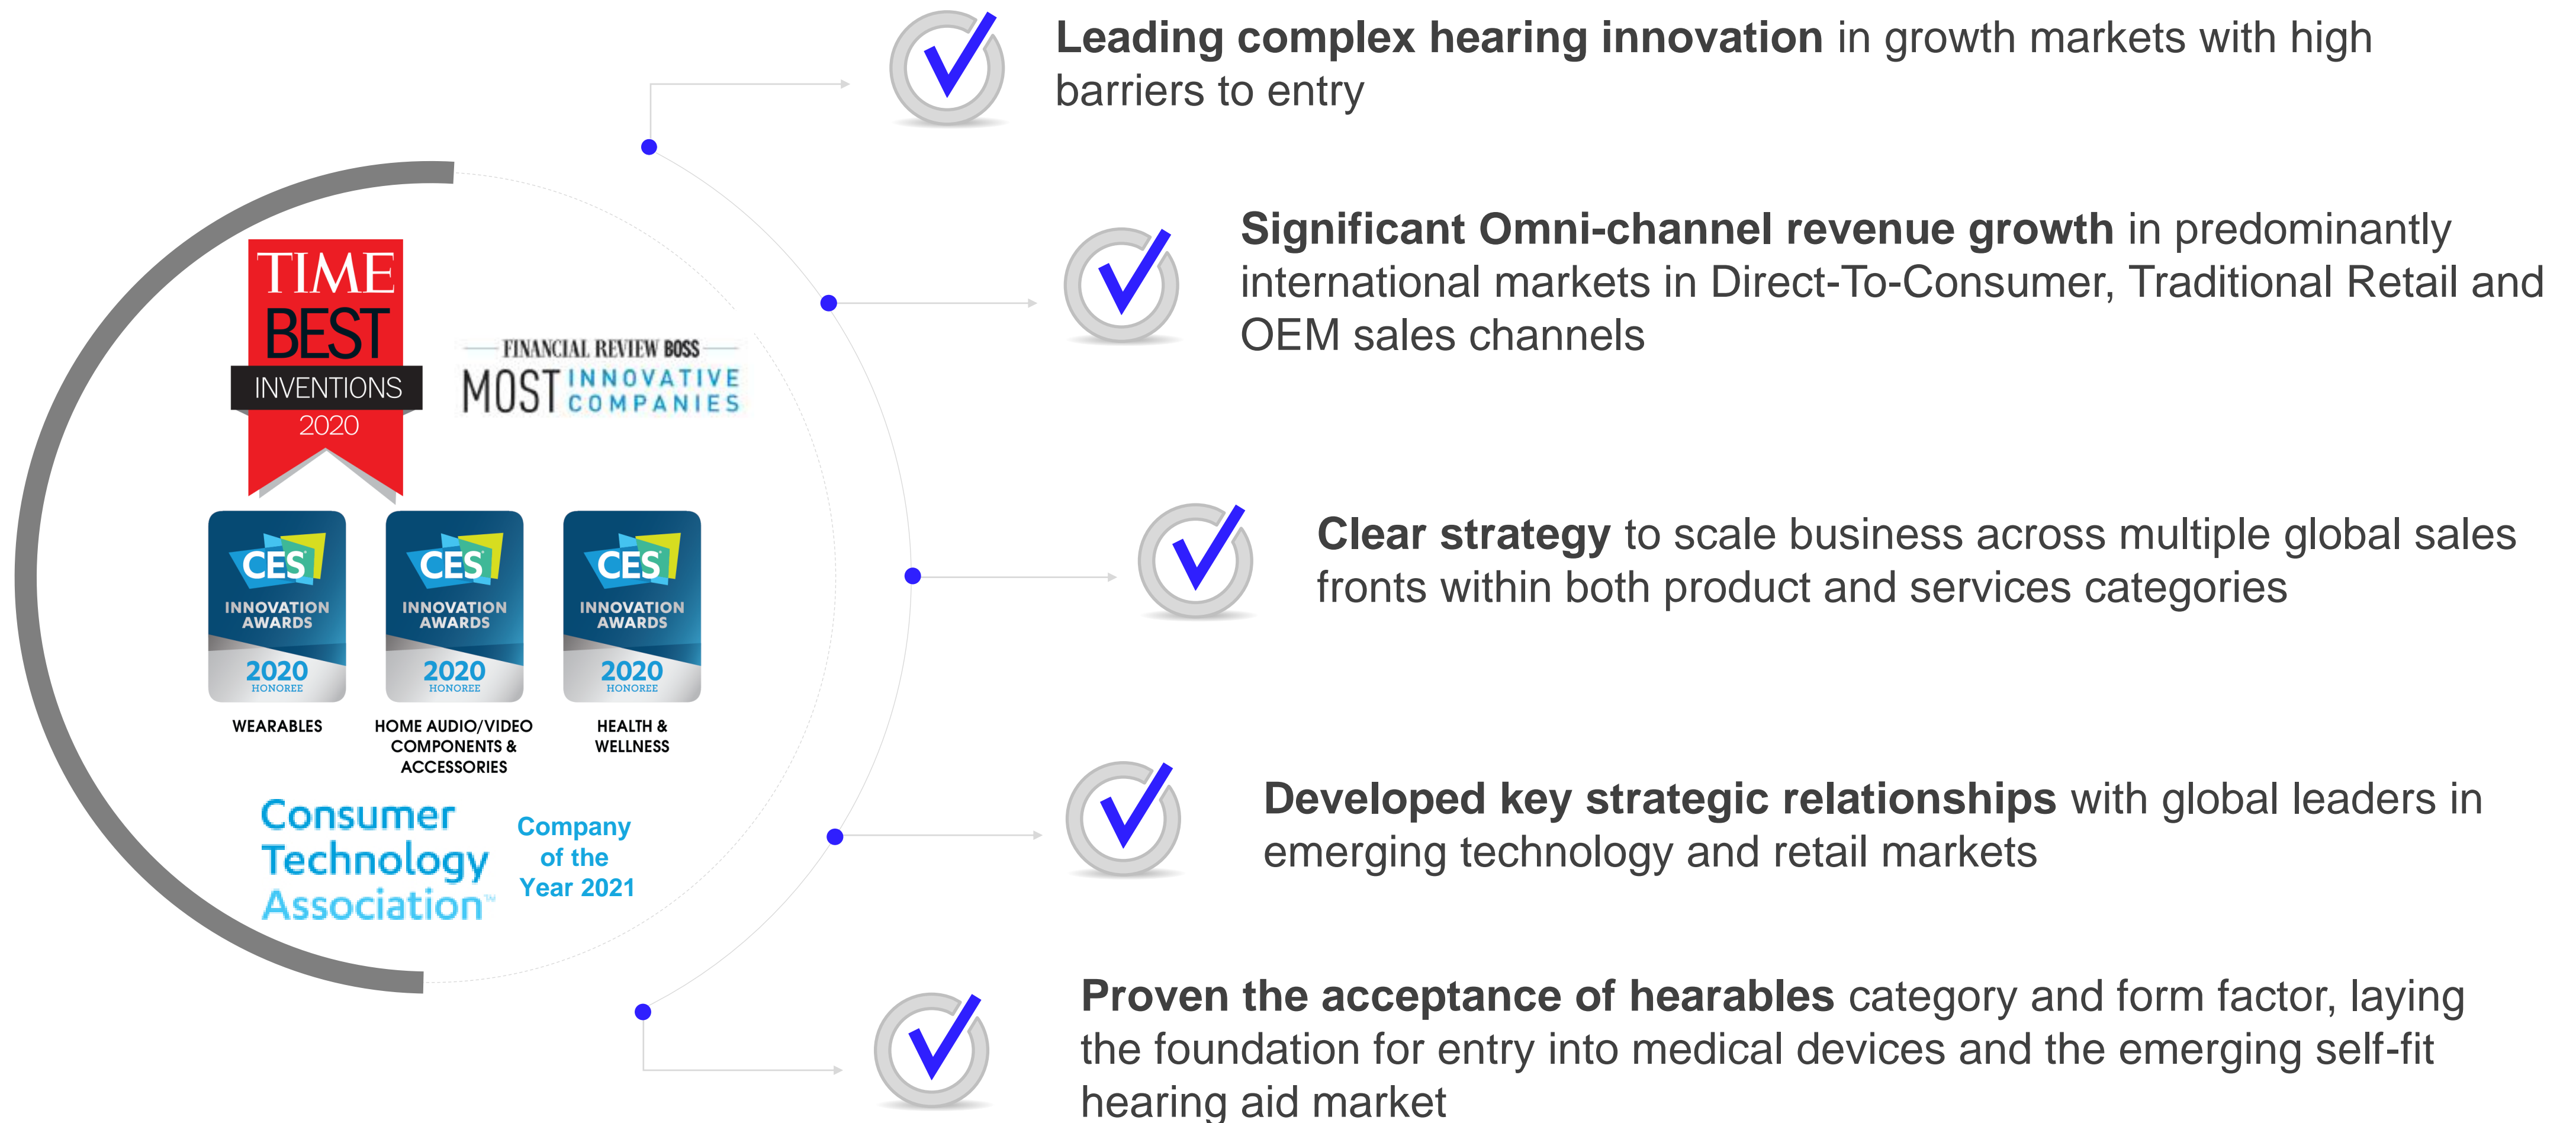 Leading complex hearing innovation in growth markets with high
barriers to entry
Significant Omni-channel revenue growth in predominantly
international markets in Direct-To-Consumer, Traditional Retail and
OEM sales channels
Clear strategy to scale business across multiple global sales
fronts within both product and services categories
Developed key strategic relationships with global leaders in
emerging technology and retail markets
Proven the acceptance of hearables category and form factor, laying
the foundation for entry into medical devices and the emerging self-fit
hearing aid market
TIME
BEST
INVENTIONS
2020
FINANCIAL REVIEW BOSS
MOST INNOVATIVE
COMPANIES
CES
INNOVATION
AWARDS
2020
HONOREE
WEARABLES
CES
INNOVATION
AWARDS
2020
HONOREE
HOME AUDIO/VIDEO
COMPONENTS &
ACCESSORIES
CES
INNOVATION
AWARDS
2020
HONOREE
HEALTH &
WELLNESS
Consumer
Technology
Association™
Company
of the
Year 2021